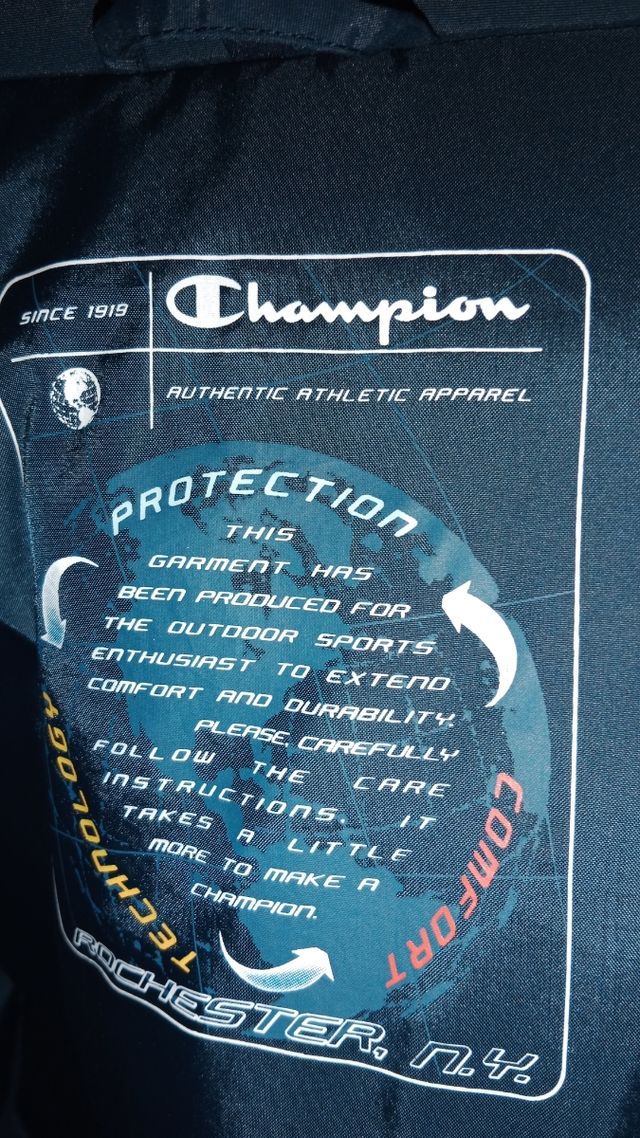 SINCE 1919
Champion
AUTHENTIC ATHLETIC APPAREL
PROTECTION
THIS
GARMENT HAS
BEEN PRODUCED FOR
THE OUTDOOR SPORTS
ENTHUSIAST TO EXTEND
COMFORT AND DURABILITY.
PLEASE, CAREFULLY
FOLLOW THE CARE
INSTRUCTIONS. IT
TAKES A LITTLE
MORE TO MAKE A
CHAMPION.
TECHNOLOGY
COMFORT
ROCHESTER, N.Y.